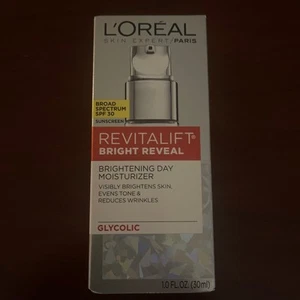 L'ORÉAL
SKIN EXPERT / PARIS
BROAD
SPECTRUM
SPF 30
SUNSCREEN
REVITALIFT®
BRIGHT REVEAL
BRIGHTENING DAY
MOISTURIZER
VISIBLY BRIGHTENS SKIN,
EVENS TONE &
REDUCES WRINKLES
GLYCOLIC
1.0 FL. OZ. (30ml)